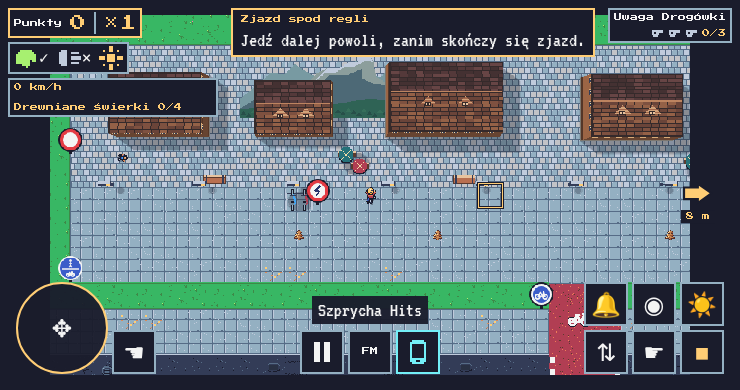 Punkty 0 x 1
Zjazd spod regli
Jedź dalej powoli, zanim skończy się zjazd.
Uwaga Drogówki
0/3
0 km/h
Drewniane świerki 0/4
8 m
Szprycha Hits
FM